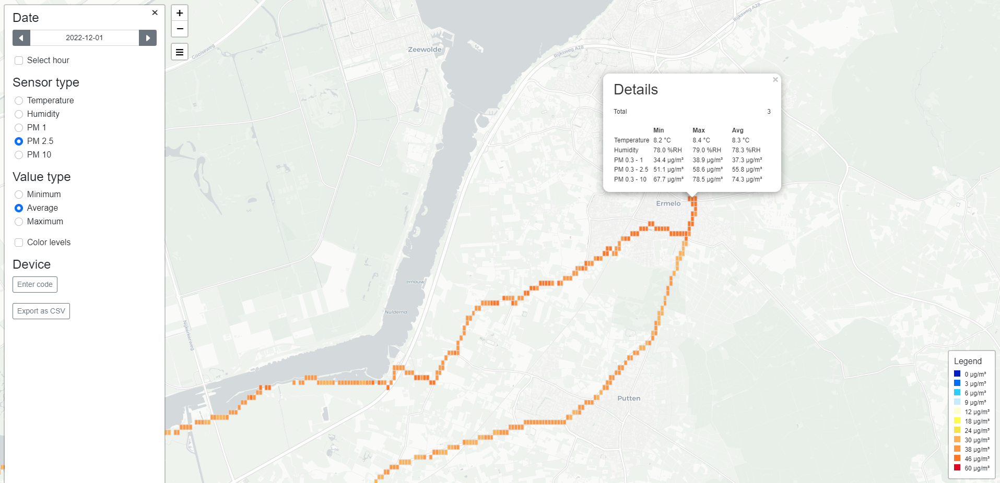 Date
2022-12-01
Select hour
Sensor type
Temperature
Humidity
PM 1
PM 2.5
PM 10
Value type
Minimum
Average
Maximum
Color levels
Device
Enter code
Export as CSV
+
−
Gooiseweg
Zeewolde
Rijksweg A28
Rijksweg A28
Details
Total 3
Min Max Avg
Temperature 8.2 °C 8.4 °C 8.3 °C
Humidity 78.0 %RH 79.0 %RH 78.3 %RH
PM 0.3 - 1 34.4 µg/m³ 38.9 µg/m³ 37.3 µg/m³
PM 0.3 - 2.5 51.1 µg/m³ 58.6 µg/m³ 55.8 µg/m³
PM 0.3 - 10 67.7 µg/m³ 78.5 µg/m³ 74.3 µg/m³
Ermelo
ernauw
Nulderna
Nijkerkerweg
Putten
Legend
0 µg/m³
3 µg/m³
6 µg/m³
9 µg/m³
12 µg/m³
18 µg/m³
24 µg/m³
30 µg/m³
38 µg/m³
46 µg/m³
60 µg/m³